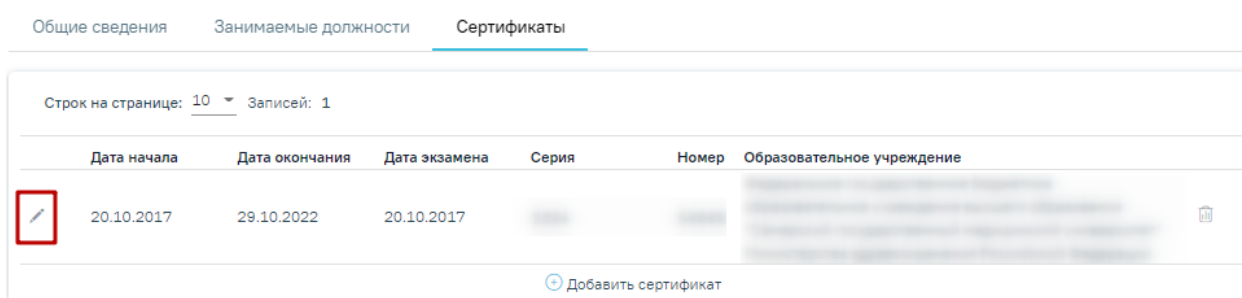 Общие сведения Занимаемые должности Сертификаты
Строк на странице: 10 Записей: 1
Дата начала Дата окончания Дата экзамена Серия Номер Образовательное учреждение
20.10.2017 29.10.2022 20.10.2017
Добавить сертификат